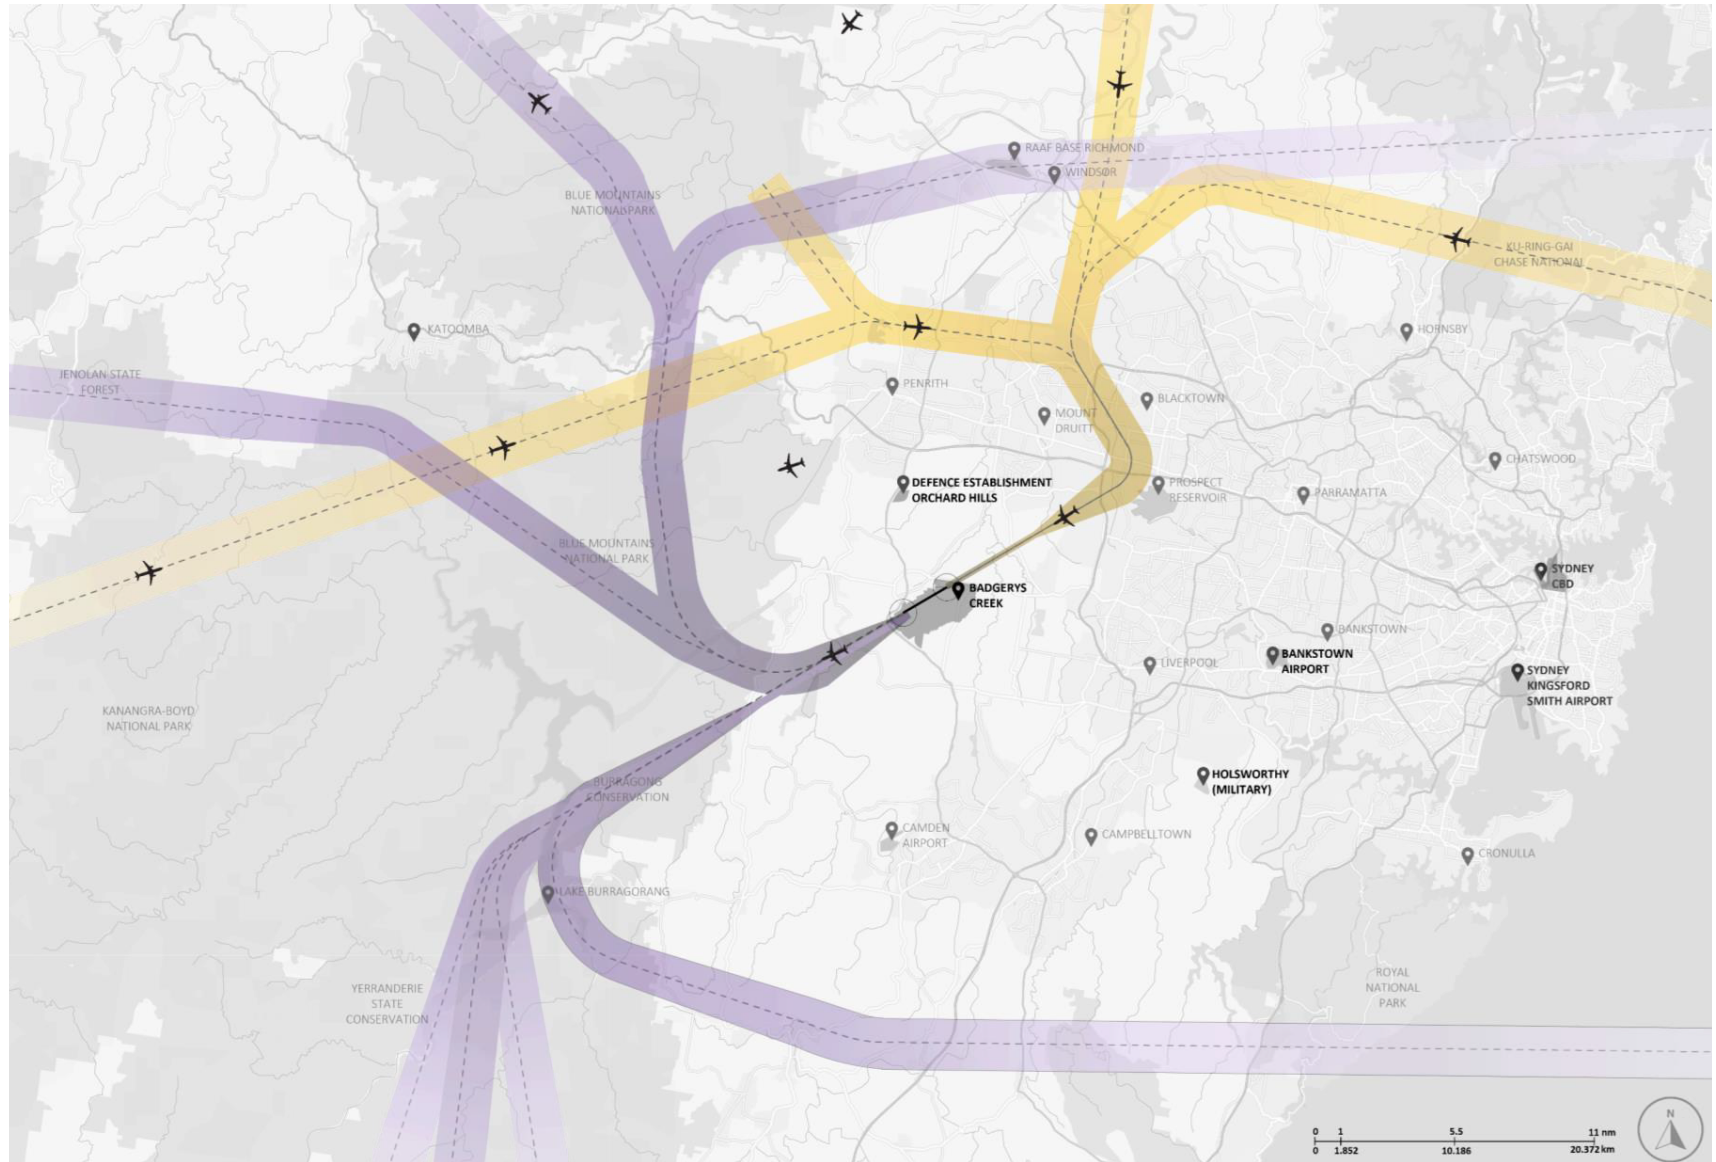 RAAF BASE RICHMOND
WINDSOR
BLUE MOUNTAINS
NATIONAL PARK
KU-RING-GAI
CHASE NATIONAL
KATOOMBA
HORNSBY
JENOLAN STATE
FOREST
PENRITH
BLACKTOWN
MOUNT
DRUITT
CHATSWOOD
DEFENCE ESTABLISHMENT
ORCHARD HILLS
PROSPECT
RESERVOIR
PARRAMATTA
BLUE MOUNTAINS
NATIONAL PARK
SYDNEY
CBD
BADGERYS
CREEK
BANKSTOWN
BANKSTOWN
AIRPORT
LIVERPOOL
SYDNEY
KINGSFORD
SMITH AIRPORT
KANANGRA-BOYD
NATIONAL PARK
HOLSWORTHY
(MILITARY)
BURRAGONG
CONSERVATION
CAMDEN
AIRPORT
CAMPBELLTOWN
CRONULLA
LAKE BURRAGORANG
YERRANDERIE
STATE
CONSERVATION
ROYAL
NATIONAL
PARK
N
0 1 5.5 11 nm
0 1.852 10.186 20.372 km